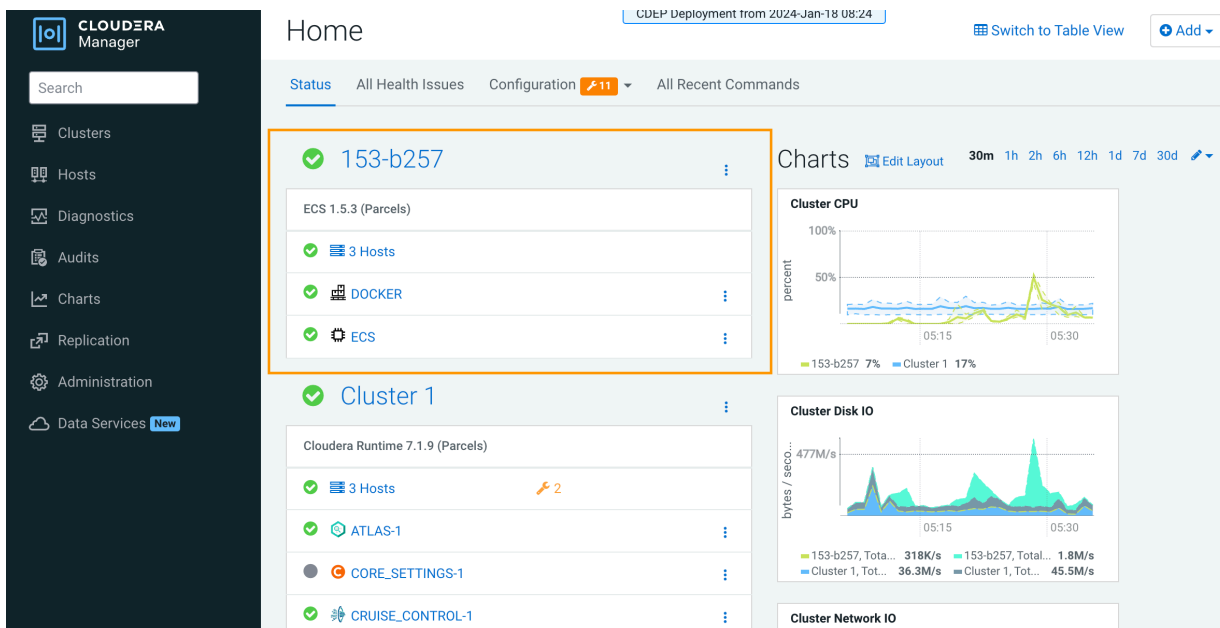 CLOUDERA
Manager
Search
Clusters
Hosts
Diagnostics
Audits
Charts
Replication
Administration
Data Services New
Home
CDEP Deployment from 2024-Jan-18 08:24
Switch to Table View
Add
Status
All Health Issues
Configuration 11
All Recent Commands
153-b257
ECS 1.5.3 (Parcels)
3 Hosts
DOCKER
ECS
Cluster 1
Cloudera Runtime 7.1.9 (Parcels)
3 Hosts 2
ATLAS-1
CORE_SETTINGS-1
CRUISE_CONTROL-1
Charts Edit Layout 30m 1h 2h 6h 12h 1d 7d 30d
Cluster CPU
percent
100%
50%
05:15 05:30
153-b257 7% Cluster 1 17%
Cluster Disk IO
bytes / seco...
477M/s
05:15 05:30
153-b257, Tota... 318K/s 153-b257, Total... 1.8M/s
Cluster 1, Tot... 36.3M/s Cluster 1, Tot... 45.5M/s
Cluster Network IO